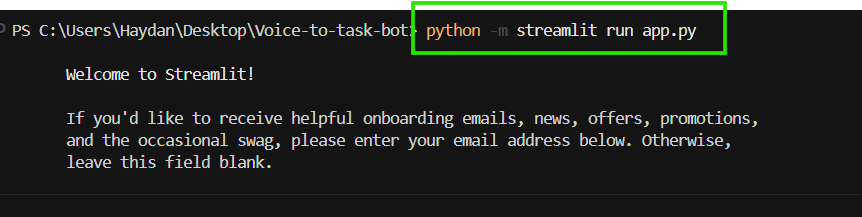 PS C:\Users\Haydan\Desktop\Voice-to-task-bot> python -m streamlit run app.py
Welcome to Streamlit!
If you'd like to receive helpful onboarding emails, news, offers, promotions,
and the occasional swag, please enter your email address below. Otherwise,
leave this field blank.